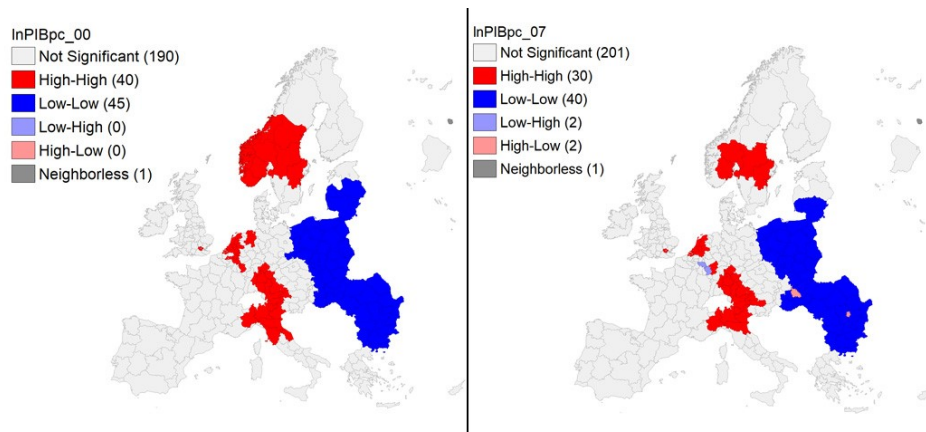 lnPIBpc_00
Not Significant (190)
High-High (40)
Low-Low (45)
Low-High (0)
High-Low (0)
Neighborless (1)
lnPIBpc_07
Not Significant (201)
High-High (30)
Low-Low (40)
Low-High (2)
High-Low (2)
Neighborless (1)